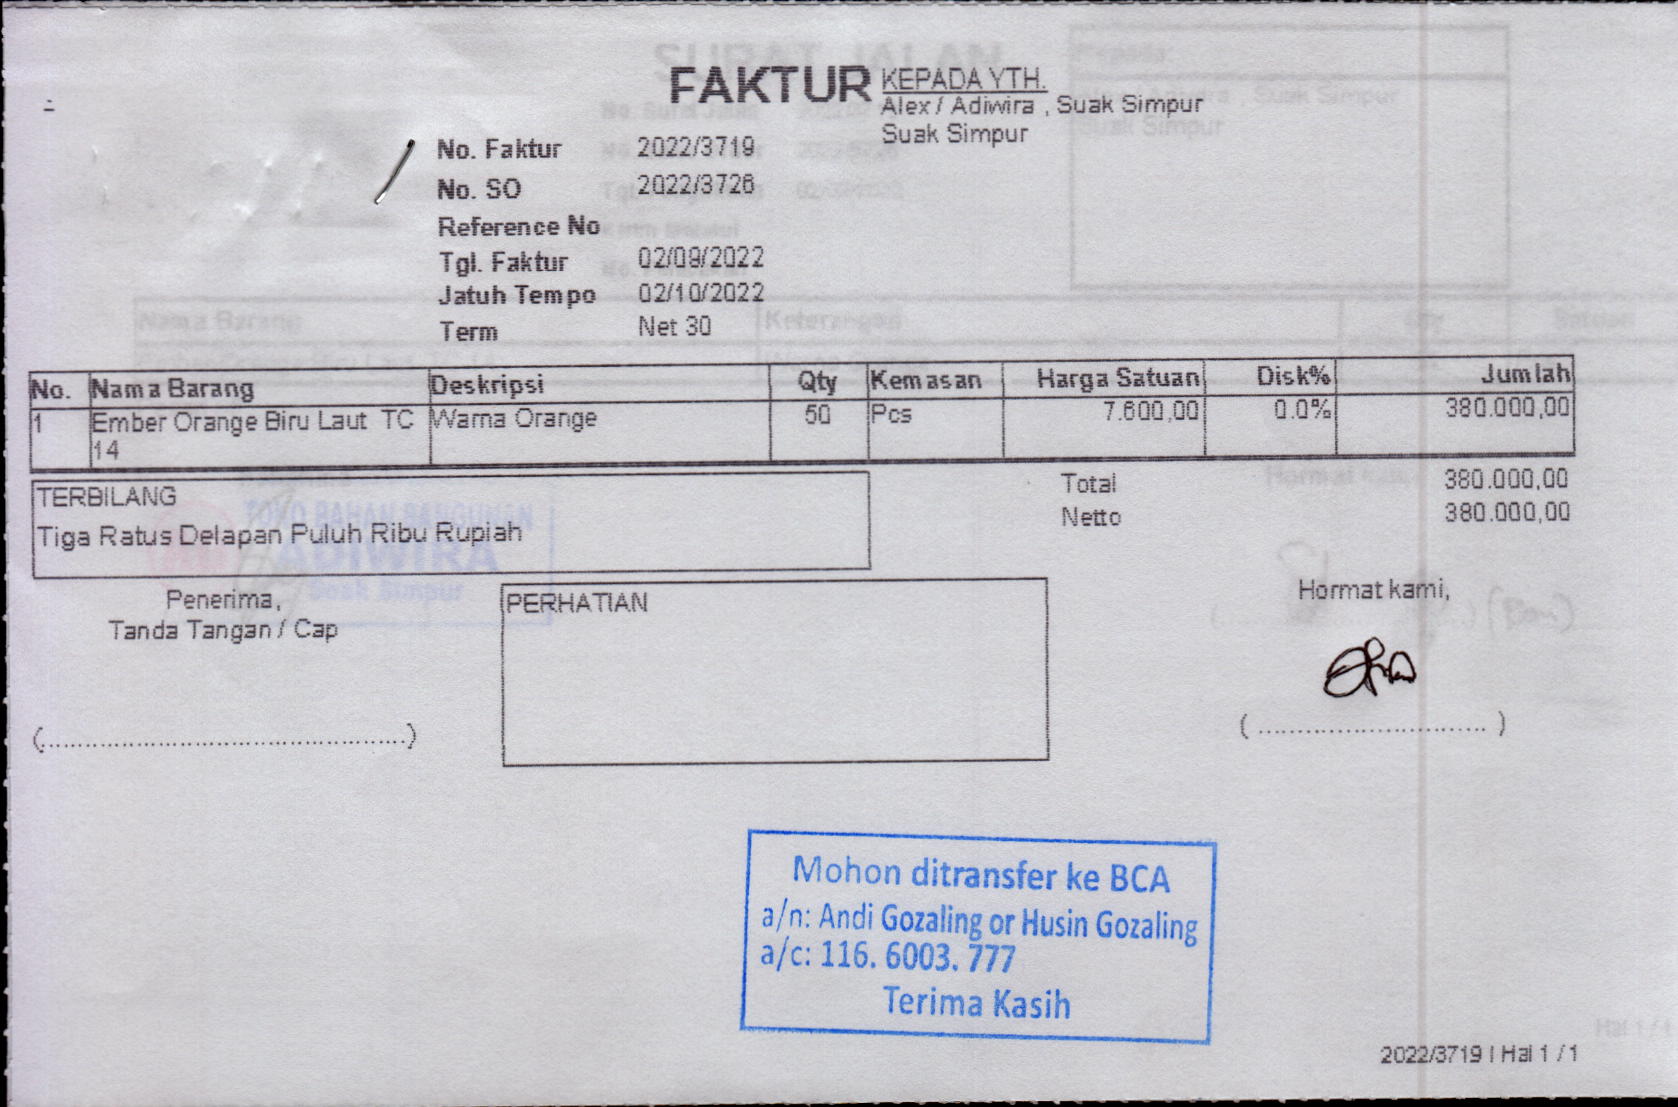 FAKTUR
KEPADA YTH.
Alex / Adiwira , Suak Simpur
Suak Simpur
No. Faktur 2022/3719
No. SO 2022/3726
Reference No
Tgl. Faktur 02/09/2022
Jatuh Tempo 02/10/2022
Term Net 30
No. Nama Barang Deskripsi Qty Kemasan Harga Satuan Disk% Jumlah
1 Ember Orange Biru Laut TC Warna Orange 50 Pcs 7.600,00 0.0% 380.000,00
14
Total 380.000,00
Netto 380.000,00
TERBILANG
Tiga Ratus Delapan Puluh Ribu Rupiah
Penerima,
Tanda Tangan / Cap
PERHATIAN
Hormat kami,
(..............................................)
( ............................. )
Mohon ditransfer ke BCA
a/n: Andi Gozaling or Husin Gozaling
a/c: 116. 6003. 777
Terima Kasih
2022/3719 | Hal 1 / 1